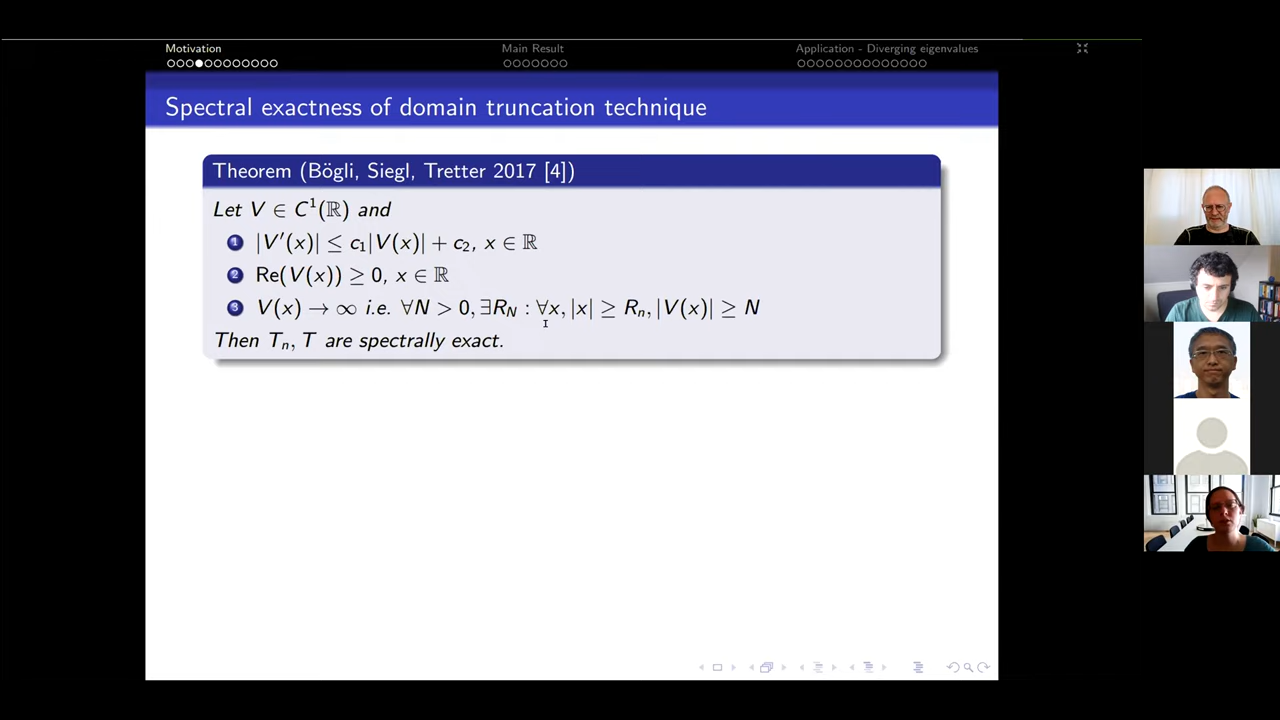 Motivation
Main Result
Application - Diverging eigenvalues
Spectral exactness of domain truncation technique
Theorem (Bögli, Siegl, Tretter 2017 [4])
Let V ∈ C¹(ℝ) and
1 |V′(x)| ≤ c₁|V(x)| + c₂, x ∈ ℝ
2 Re(V(x)) ≥ 0, x ∈ ℝ
3 V(x) → ∞ i.e. ∀N > 0, ∃R_N : ∀x, |x| ≥ R_n, |V(x)| ≥ N
Then T_n, T are spectrally exact.